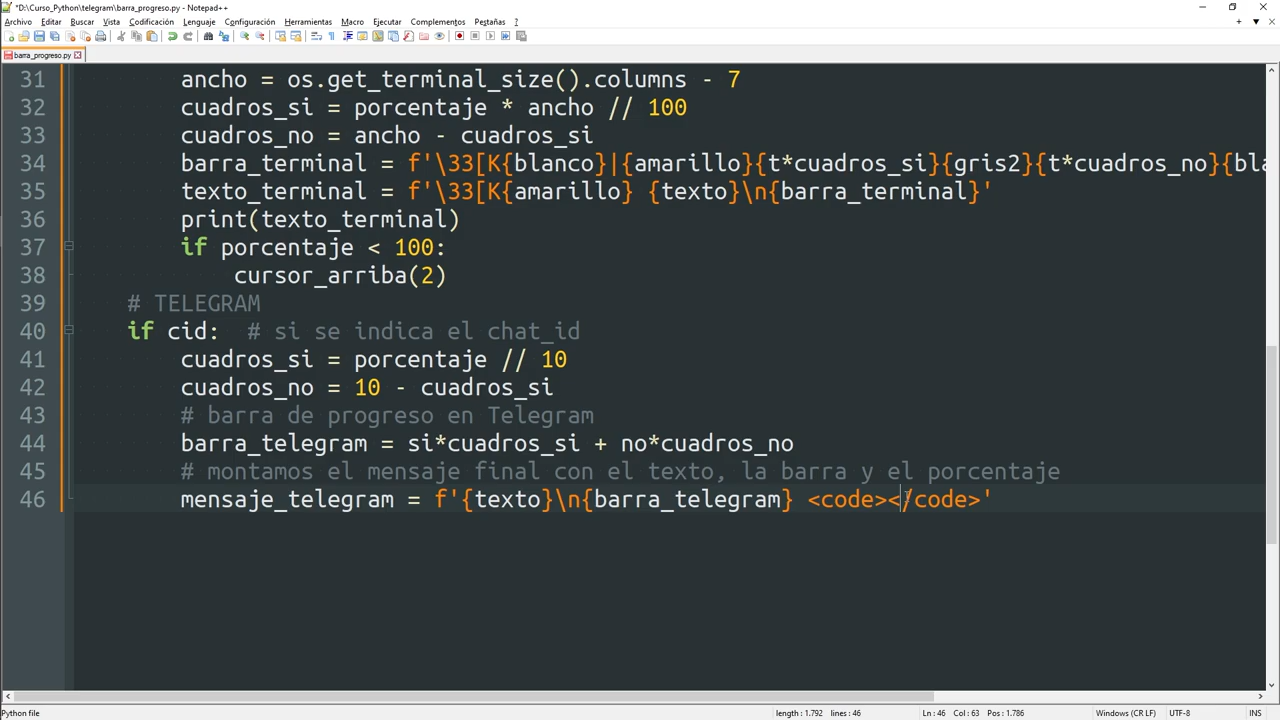 *D:\Curso_Python\telegram\barra_progreso.py - Notepad++
Archivo Editar Buscar Vista Codificación Lenguaje Configuración Herramientas Macro Ejecutar Complementos Pestañas ?
barra_progreso.py
31 ancho = os.get_terminal_size().columns - 7
32 cuadros_si = porcentaje * ancho // 100
33 cuadros_no = ancho - cuadros_si
34 barra_terminal = f'\33[K{blanco}|{amarillo}{t*cuadros_si}{gris2}{t*cuadros_no}{bla
35 texto_terminal = f'\33[K{amarillo} {texto}\n{barra_terminal}'
36 print(texto_terminal)
37 if porcentaje < 100:
38 cursor_arriba(2)
39 # TELEGRAM
40 if cid:  # si se indica el chat_id
41 cuadros_si = porcentaje // 10
42 cuadros_no = 10 - cuadros_si
43 # barra de progreso en Telegram
44 barra_telegram = si*cuadros_si + no*cuadros_no
45 # montamos el mensaje final con el texto, la barra y el porcentaje
46 mensaje_telegram = f'{texto}\n{barra_telegram} <code></code>'
Python file length : 1.792 lines : 46 Ln : 46 Col : 63 Pos : 1.786 Windows (CR LF) UTF-8 INS